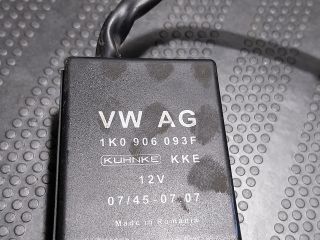 VW AG
1K0 906 093F
KUHNKE KKE
12V
07/45-07 07
Made in Romania